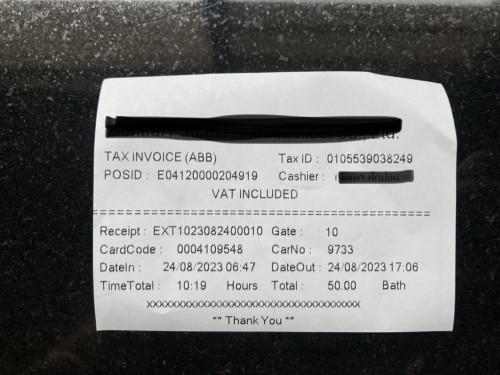 Ltd.
TAX INVOICE (ABB) Tax ID : 0105539038249
POSID : E04120000204919 Cashier :
VAT INCLUDED
==================================================
Receipt : EXT1023082400010 Gate : 10
CardCode : 0004109548 CarNo : 9733
DateIn : 24/08/2023 06:47 DateOut : 24/08/2023 17:06
TimeTotal : 10:19 Hours Total : 50.00 Bath
XXXXXXXXXXXXXXXXXXXXXXXXXXXXXXXXXXXX
** Thank You **